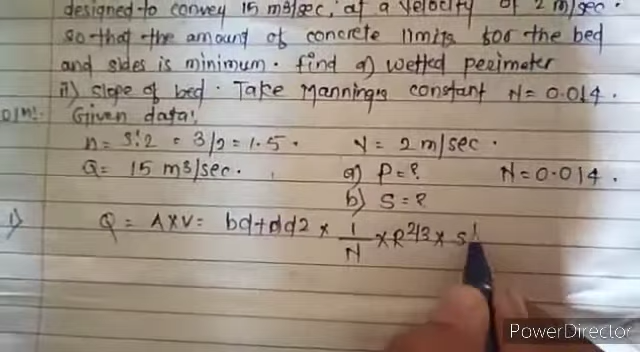 designed to convey 15 m3/sec, at a velocity of 2 m/sec.
so that the amount of concrete limits for the bed
and sides is minimum. find a) wetted perimeter
ii) slope of bed. Take Manning's constant N = 0.014.
Given data:
n = 3:2 = 3/2 = 1.5. V = 2 m/sec.
Q = 15 m3/sec. a) P = ? N = 0.014.
b) S = ?
1) Q = A x V = bd + nd2 x 1/N x R2/3 x S1
PowerDirector